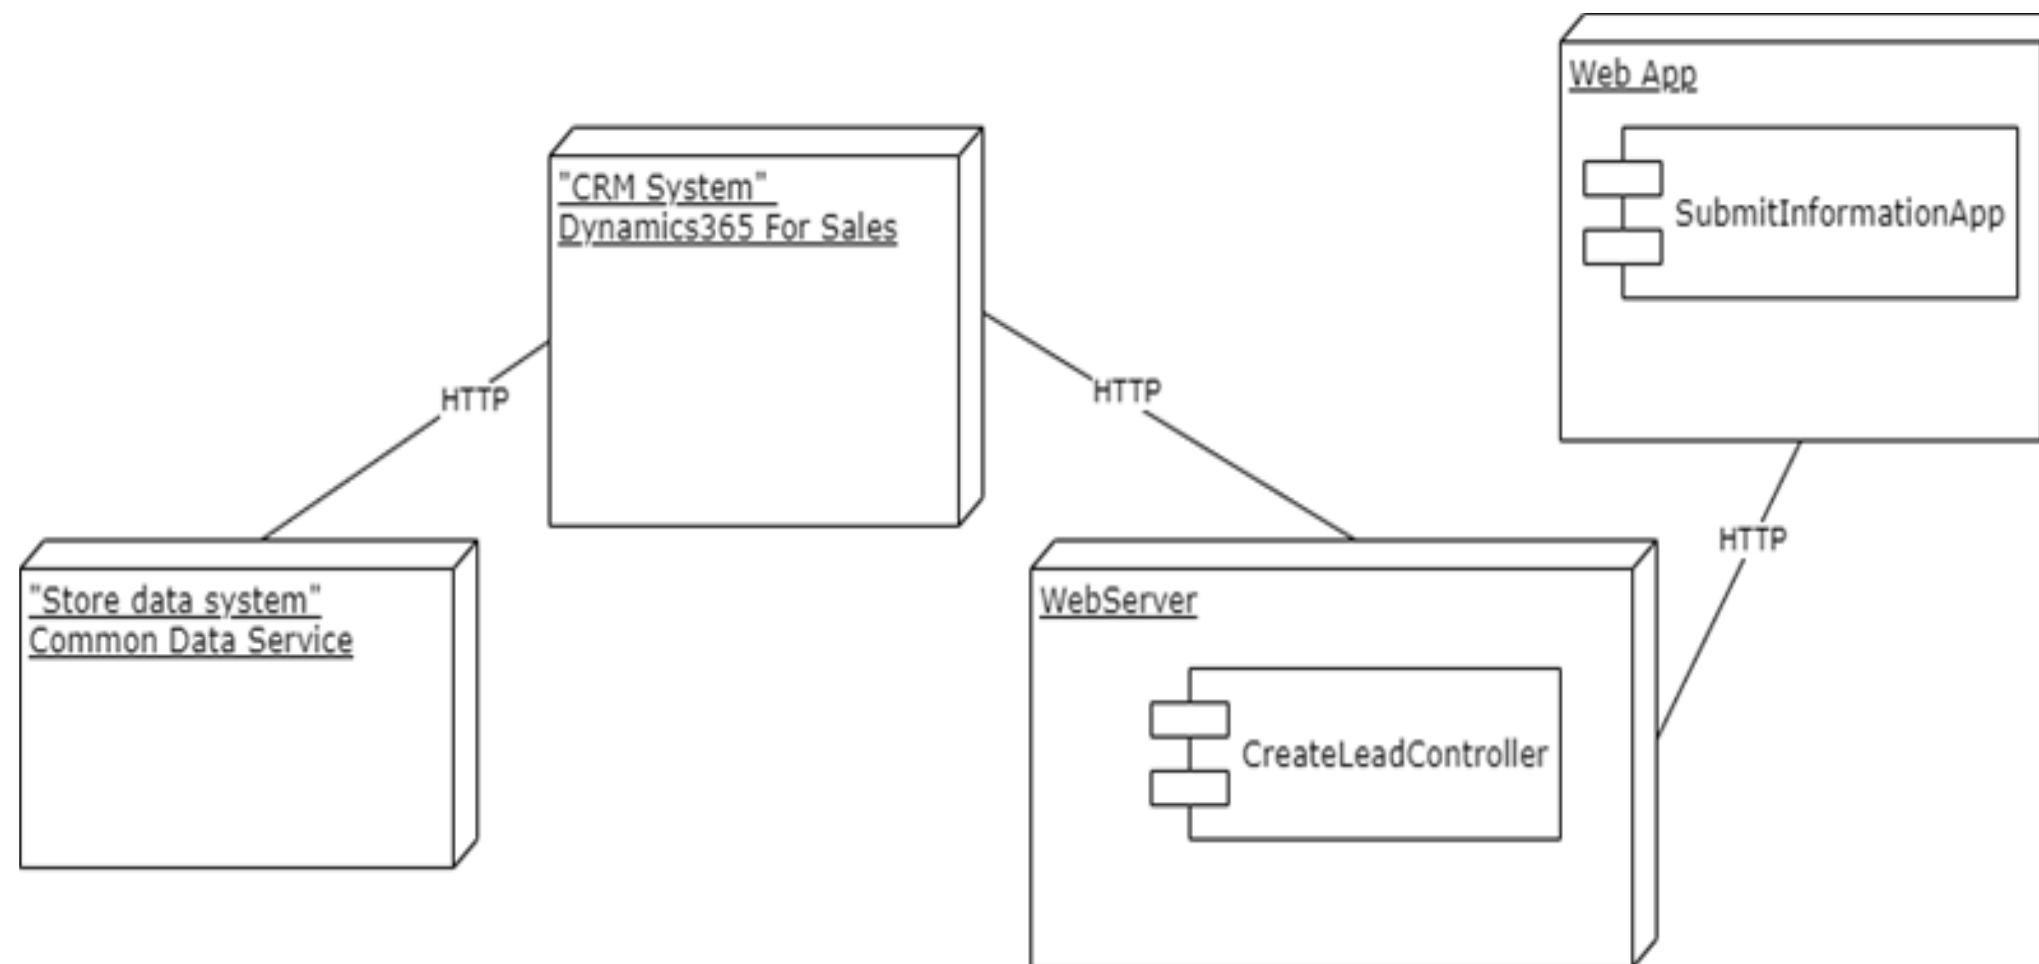 Web App
SubmitInformationApp
"CRM System"
Dynamics365 For Sales
HTTP
HTTP
HTTP
"Store data system"
Common Data Service
WebServer
CreateLeadController